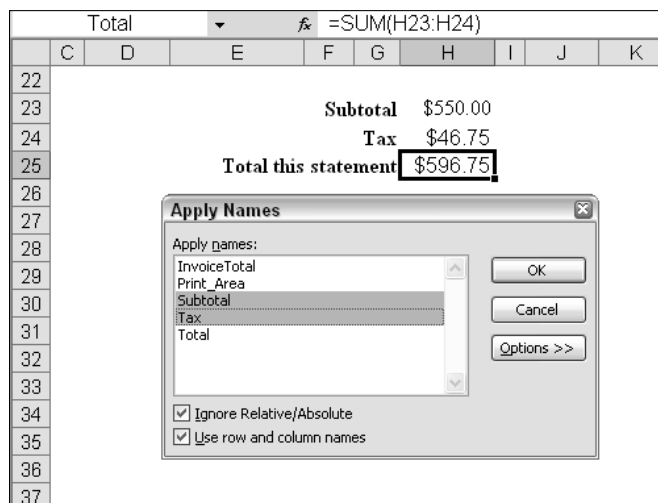 Total fx =SUM(H23:H24)
C D E F G H I J K
22
23 Subtotal $550.00
24 Tax $46.75
25 Total this statement $596.75
26
27 Apply Names
28 Apply names:
29 InvoiceTotal OK
Print_Area
30 Subtotal Cancel
Tax
31 Total
32 Options >>
33
34 Ignore Relative/Absolute
35 Use row and column names
36
37